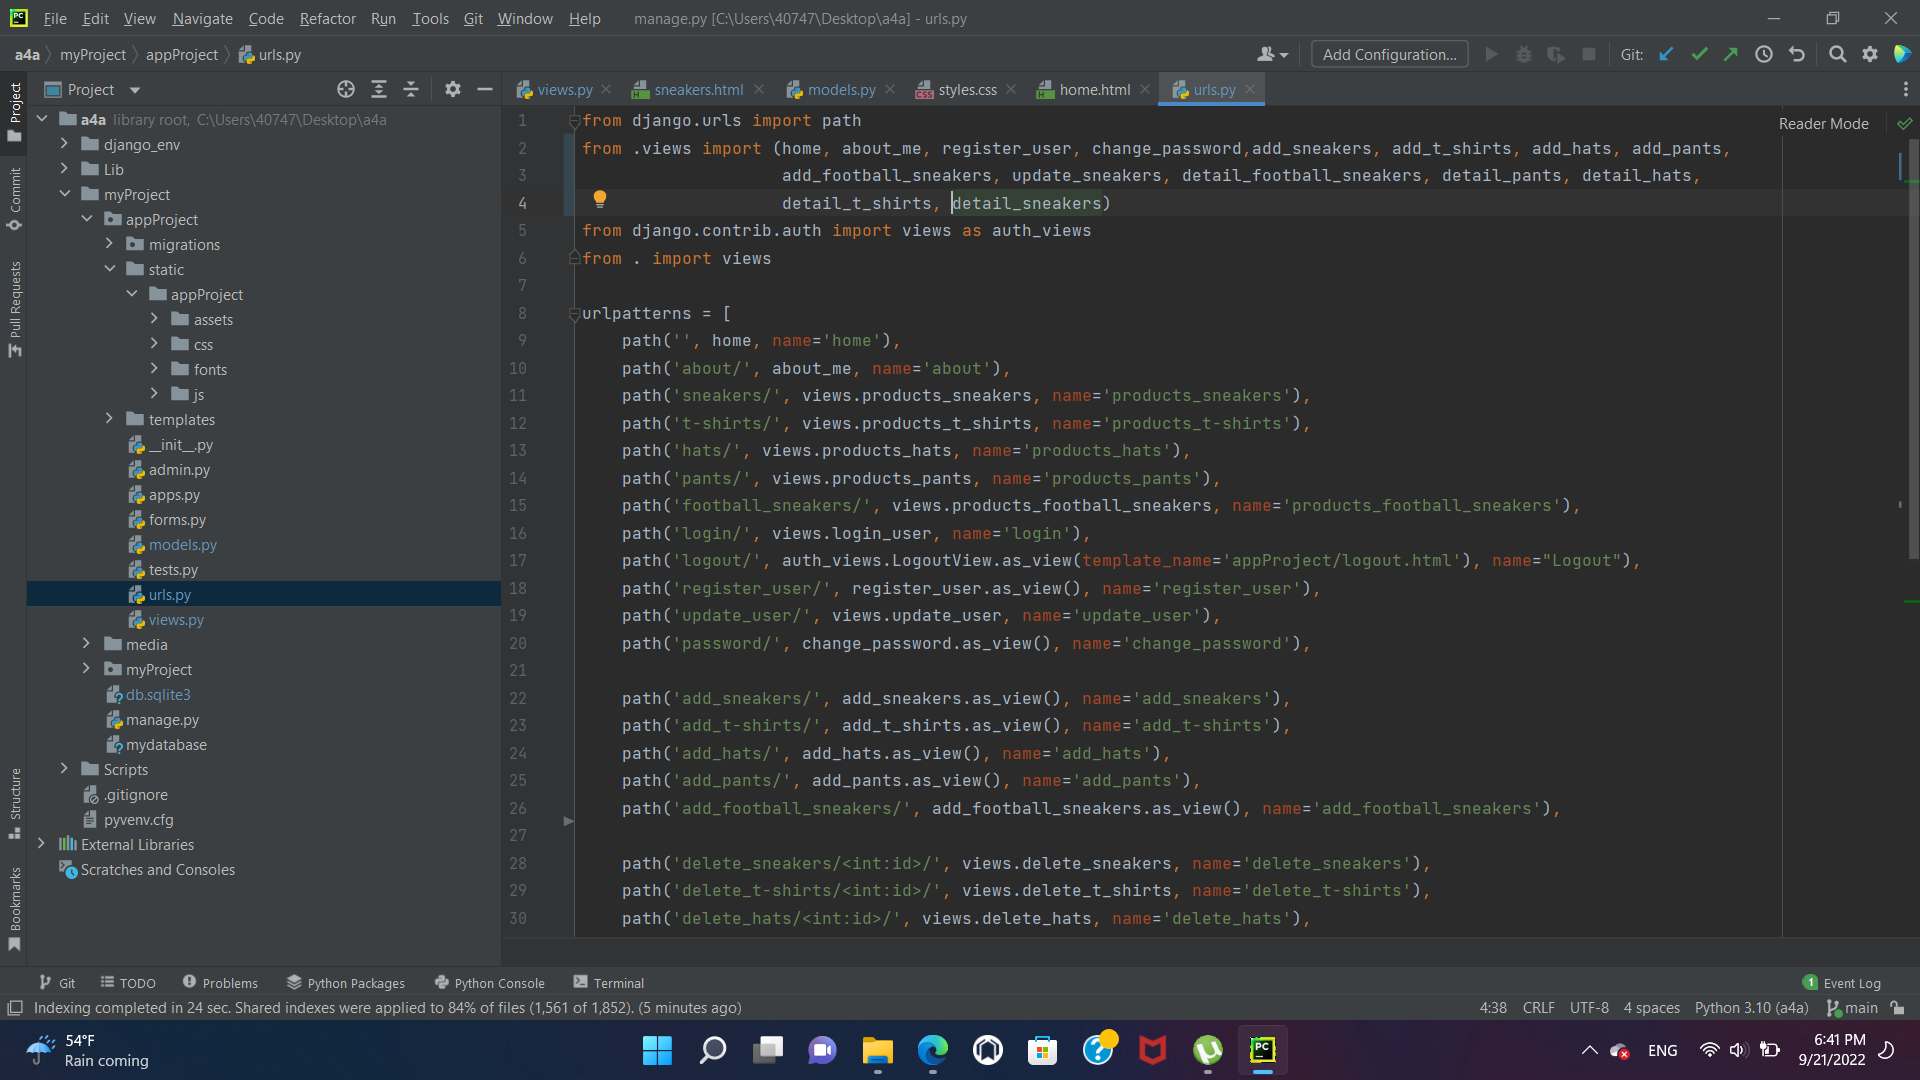 File Edit View Navigate Code Refactor Run Tools Git Window Help manage.py [C:\Users\40747\Desktop\a4a] - urls.py
a4a myProject appProject urls.py Add Configuration... Git:
Project
views.py sneakers.html models.py styles.css home.html urls.py
Project
Commit
Pull Requests
Structure
Bookmarks
a4a library root, C:\Users\40747\Desktop\a4a
django_env
Lib
myProject
appProject
migrations
static
appProject
assets
css
fonts
js
templates
__init__.py
admin.py
apps.py
forms.py
models.py
tests.py
urls.py
views.py
media
myProject
db.sqlite3
manage.py
mydatabase
Scripts
.gitignore
pyvenv.cfg
External Libraries
Scratches and Consoles
Reader Mode
1 from django.urls import path
2 from .views import (home, about_me, register_user, change_password,add_sneakers, add_t_shirts, add_hats, add_pants,
3 add_football_sneakers, update_sneakers, detail_football_sneakers, detail_pants, detail_hats,
4 detail_t_shirts, detail_sneakers)
5 from django.contrib.auth import views as auth_views
6 from . import views
7
8 urlpatterns = [
9 path('', home, name='home'),
10 path('about/', about_me, name='about'),
11 path('sneakers/', views.products_sneakers, name='products_sneakers'),
12 path('t-shirts/', views.products_t_shirts, name='products_t-shirts'),
13 path('hats/', views.products_hats, name='products_hats'),
14 path('pants/', views.products_pants, name='products_pants'),
15 path('football_sneakers/', views.products_football_sneakers, name='products_football_sneakers'),
16 path('login/', views.login_user, name='login'),
17 path('logout/', auth_views.LogoutView.as_view(template_name='appProject/logout.html'), name="Logout"),
18 path('register_user/', register_user.as_view(), name='register_user'),
19 path('update_user/', views.update_user, name='update_user'),
20 path('password/', change_password.as_view(), name='change_password'),
21
22 path('add_sneakers/', add_sneakers.as_view(), name='add_sneakers'),
23 path('add_t-shirts/', add_t_shirts.as_view(), name='add_t-shirts'),
24 path('add_hats/', add_hats.as_view(), name='add_hats'),
25 path('add_pants/', add_pants.as_view(), name='add_pants'),
26 path('add_football_sneakers/', add_football_sneakers.as_view(), name='add_football_sneakers'),
27
28 path('delete_sneakers/<int:id>/', views.delete_sneakers, name='delete_sneakers'),
29 path('delete_t-shirts/<int:id>/', views.delete_t_shirts, name='delete_t-shirts'),
30 path('delete_hats/<int:id>/', views.delete_hats, name='delete_hats'),
Git TODO Problems Python Packages Python Console Terminal 1 Event Log
Indexing completed in 24 sec. Shared indexes were applied to 84% of files (1,561 of 1,852). (5 minutes ago) 4:38 CRLF UTF-8 4 spaces Python 3.10 (a4a) main
54°F
Rain coming
ENG
6:41 PM
9/21/2022